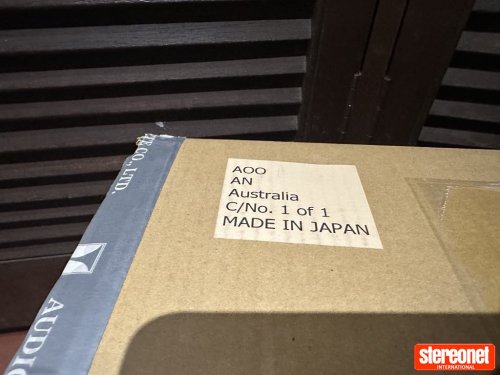 CO., LTD.
AUDIO
AOO
AN
Australia
C/No. 1 of 1
MADE IN JAPAN
stereonet
INTERNATIONAL